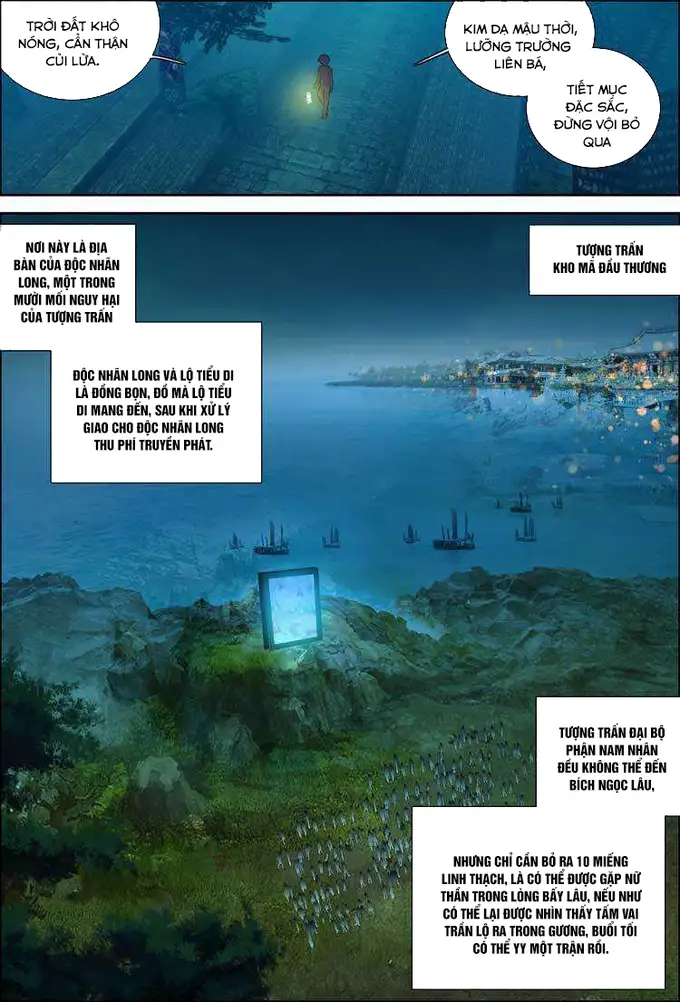 TRỜI ĐẤT KHÔ
NÓNG, CẨN THẬN
CỦI LỬA.
KIM DẠ MẬU THỜI,
LƯỠNG TRƯỜNG
LIÊN BÁ,
TIẾT MỤC
ĐẶC SẮC,
ĐỪNG VỘI BỎ
QUA
NƠI NÀY LÀ ĐỊA
BÀN CỦA ĐỘC NHÃN
LONG, MỘT TRONG
MƯỜI MỐI NGUY HẠI
CỦA TƯỢNG TRẤN
TƯỢNG TRẤN
KHO MÃ ĐẦU THƯƠNG
ĐỘC NHÃN LONG VÀ LỘ TIỂU DI
LÀ ĐỒNG BỌN, ĐỒ MÀ LỘ TIỂU
DI MANG ĐẾN, SAU KHI XỬ LÝ
GIAO CHO ĐỘC NHÃN LONG
THU PHÍ TRUYỀN PHÁT.
TƯỢNG TRẤN ĐẠI BỘ
PHẬN NAM NHÂN
ĐỀU KHÔNG THỂ ĐẾN
BÍCH NGỌC LÂU,
NHƯNG CHỈ CẦN BỎ RA 10 MIẾNG
LINH THẠCH, LÀ CÓ THỂ ĐƯỢC GẶP NỮ
THẦN TRONG LÒNG BẤY LÂU, NẾU NHƯ
CÓ THỂ LẠI ĐƯỢC NHÌN THẤY TẤM VAI
TRẦN LỘ RA TRONG GƯƠNG, BUỔI TỐI
CÓ THỂ YY MỘT TRẬN RỒI.